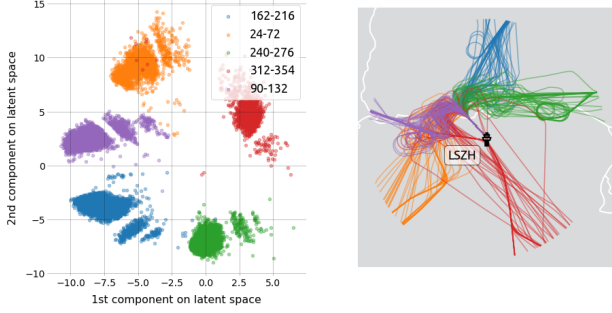 15
10
5
0
−5
−10
2nd component on latent space
−10.0 −7.5 −5.0 −2.5 0.0 2.5 5.0
1st component on latent space
162-216
24-72
240-276
312-354
90-132
LSZH